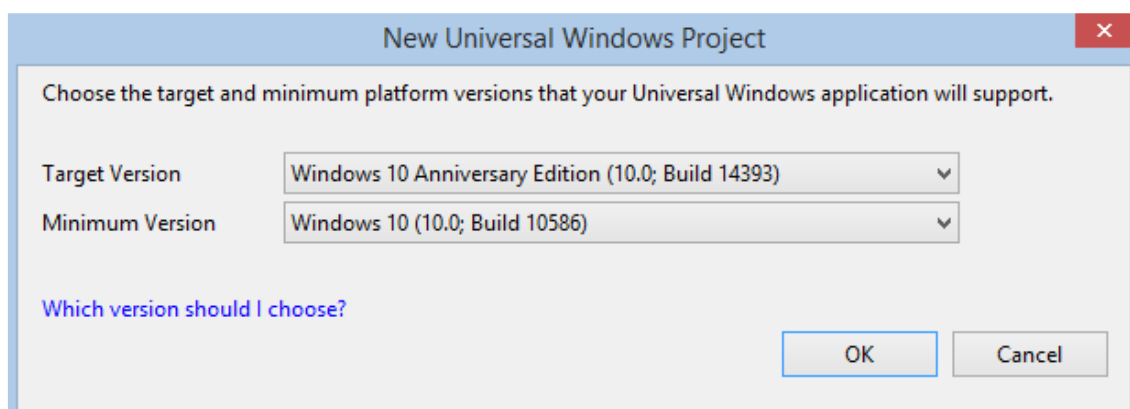 New Universal Windows Project
Choose the target and minimum platform versions that your Universal Windows application will support.
Target Version Windows 10 Anniversary Edition (10.0; Build 14393)
Minimum Version Windows 10 (10.0; Build 10586)
Which version should I choose?
OK Cancel